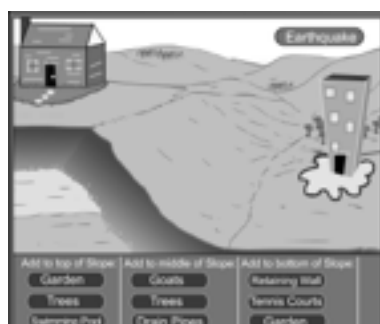 Earthquake
Add to top of Slope: Add to middle of Slope: Add to bottom of Slope:
Garden Goats Retaining Wall
Trees Trees Tennis Courts
Swimming Pool Drain Pipes Garden